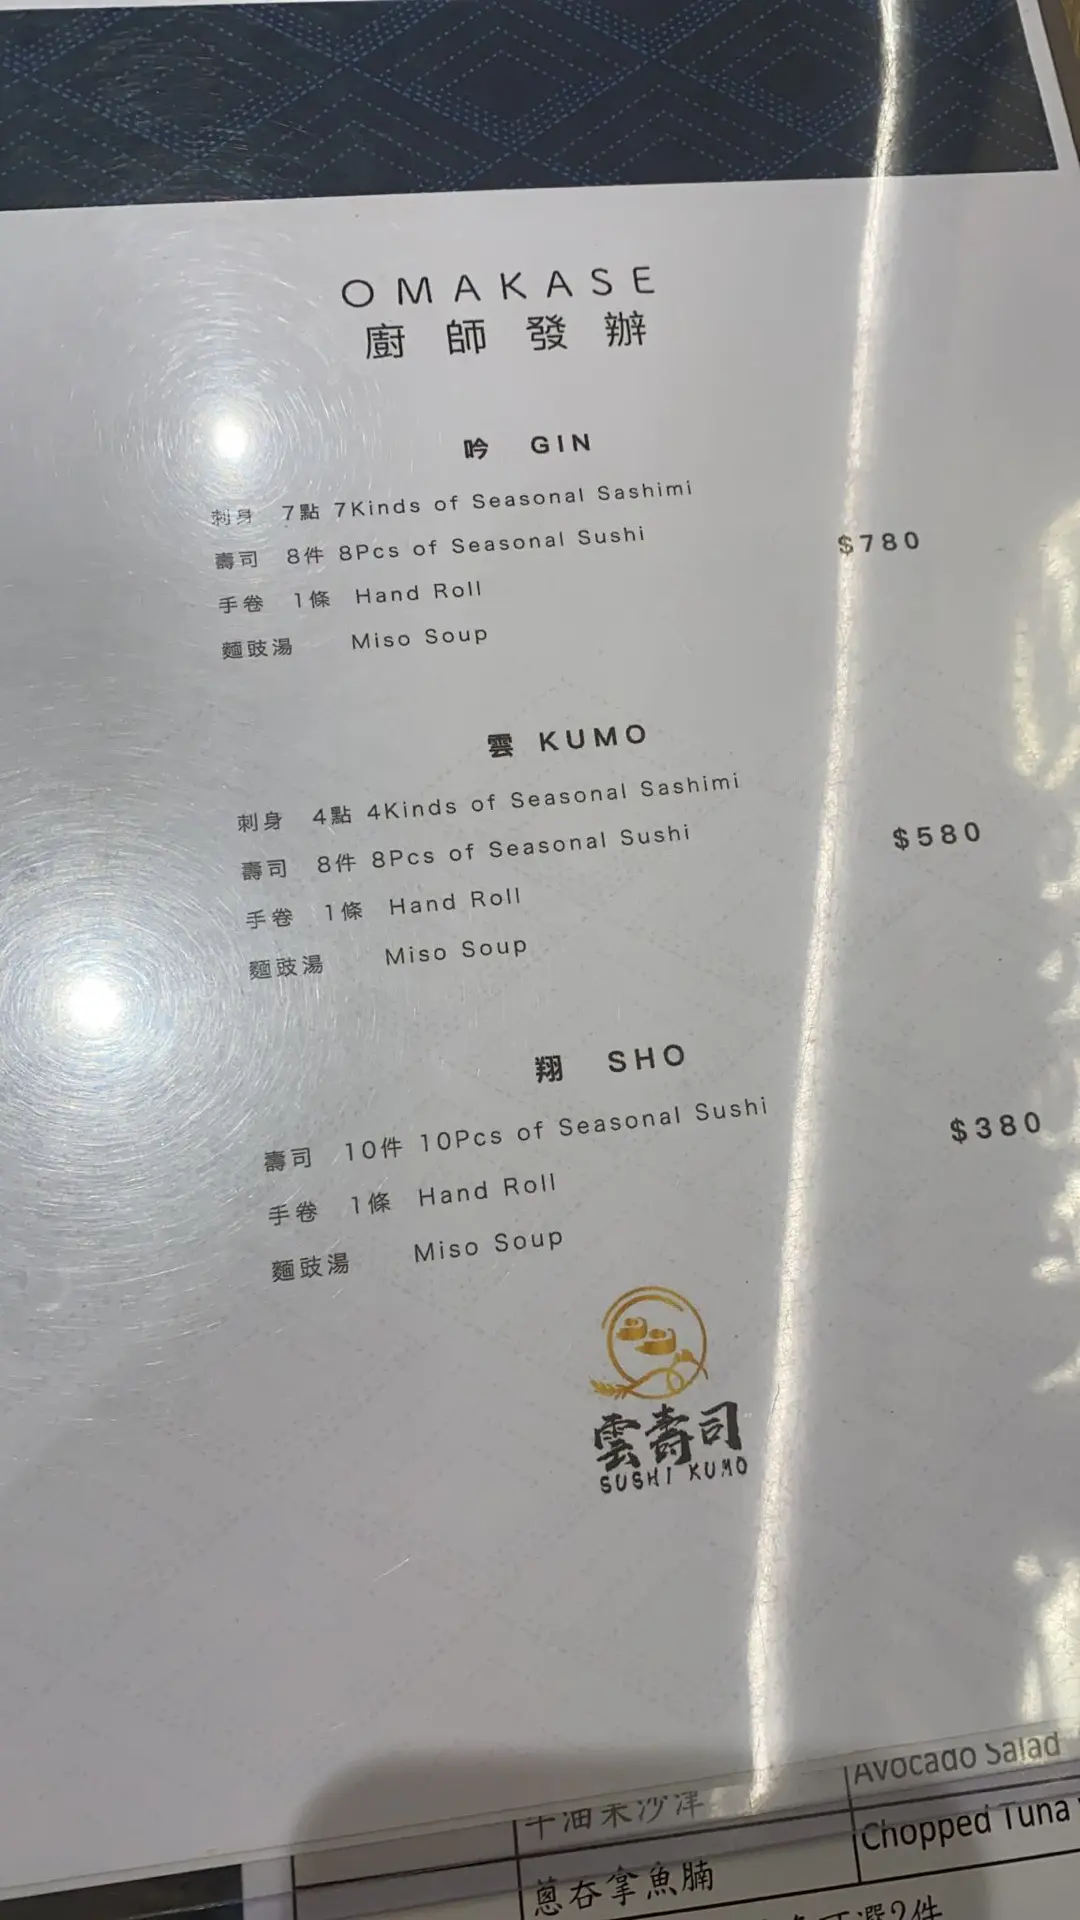 OMAKASE
廚師發辦
吟 GIN
刺身 7點 7Kinds of Seasonal Sashimi
壽司 8件 8Pcs of Seasonal Sushi
$780
手卷 1條 Hand Roll
麵豉湯 Miso Soup
雲 KUMO
刺身 4點 4Kinds of Seasonal Sashimi
壽司 8件 8Pcs of Seasonal Sushi
$580
手卷 1條 Hand Roll
麵豉湯 Miso Soup
翔 SHO
壽司 10件 10Pcs of Seasonal Sushi
$380
手卷 1條 Hand Roll
麵豉湯 Miso Soup
雲壽司
SUSHI KUMO
Avocado Salad
Chopped Tuna
蔥吞拿魚腩
選2件